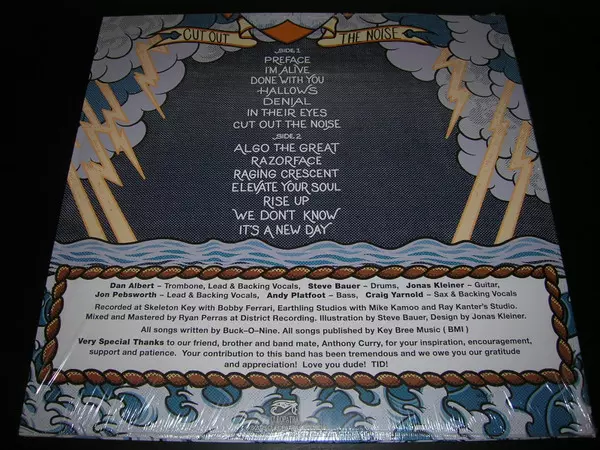 CUT OUT THE NOISE
SIDE 1
PREFACE
I'M ALIVE
DONE WITH YOU
HALLOWS
DENIAL
IN THEIR EYES
CUT OUT THE NOISE
SIDE 2
ALGO THE GREAT
RAZORFACE
RAGING CRESCENT
ELEVATE YOUR SOUL
RISE UP
WE DON'T KNOW
IT'S A NEW DAY
Dan Albert – Trombone, Lead & Backing Vocals, Steve Bauer – Drums, Jonas Kleiner – Guitar,
Jon Pebsworth – Lead & Backing Vocals, Andy Platfoot – Bass, Craig Yarnold – Sax & Backing Vocals
Recorded at Skeleton Key with Bobby Ferrari, Earthling Studios with Mike Kamoo and Ray Kanter's Studio.
Mixed and Mastered by Ryan Perras at District Recording. Illustration by Steve Bauer, Design by Jonas Kleiner.
All songs written by Buck–O–Nine. All songs published by Key Bree Music ( BMI )
Very Special Thanks to our friend, brother and band mate, Anthony Curry, for your inspiration, encouragement,
support and patience. Your contribution to this band has been tremendous and we owe you our gratitude
and appreciation! Love you dude! TID!